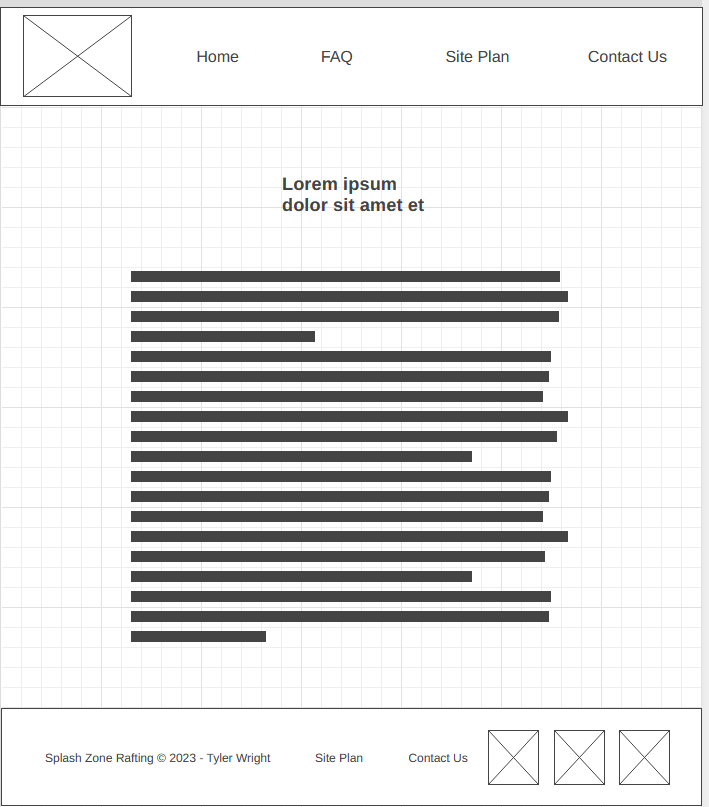 Home FAQ Site Plan Contact Us
Lorem ipsum
dolor sit amet et
Splash Zone Rafting © 2023 - Tyler Wright Site Plan Contact Us